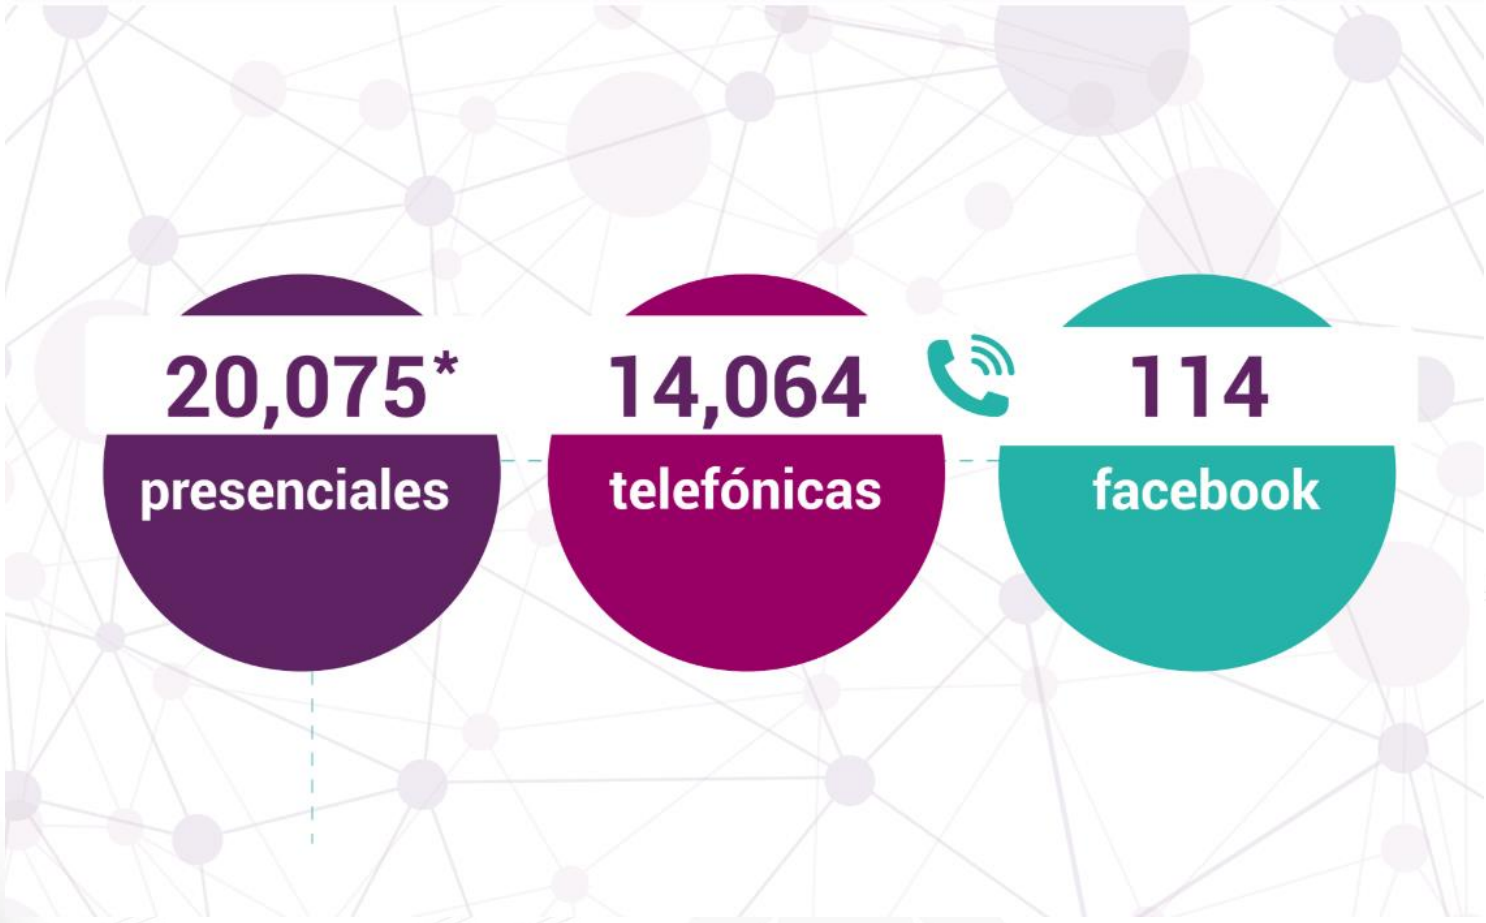 20,075*
presenciales
14,064
telefónicas
114
facebook